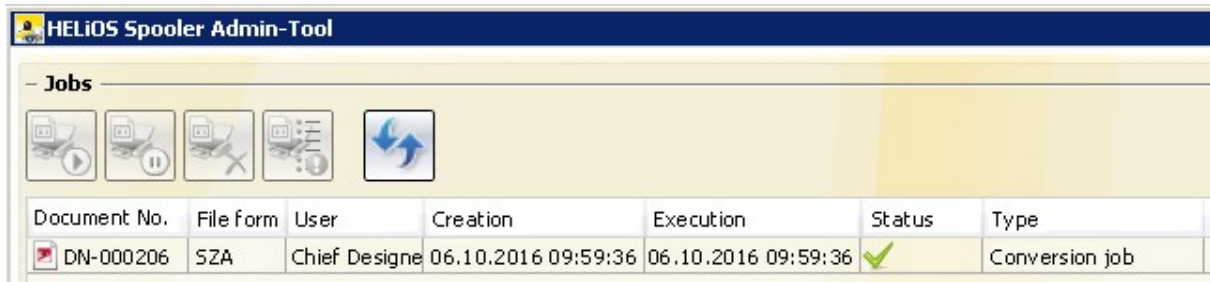 HELiOS Spooler Admin-Tool
Jobs
Document No. File form User Creation Execution Status Type
DN-000206 SZA Chief Designe 06.10.2016 09:59:36 06.10.2016 09:59:36 Conversion job